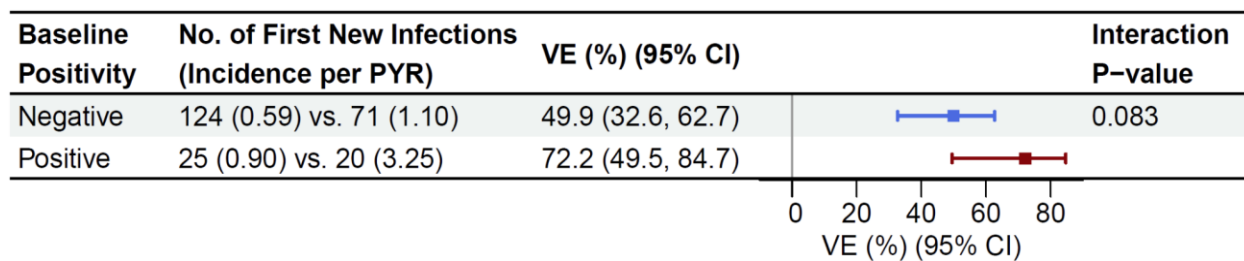 Baseline Positivity No. of First New Infections (Incidence per PYR) VE (%) (95% CI) Interaction P−value
Negative 124 (0.59) vs. 71 (1.10) 49.9 (32.6, 62.7) 0.083
Positive 25 (0.90) vs. 20 (3.25) 72.2 (49.5, 84.7)
0 20 40 60 80
VE (%) (95% CI)